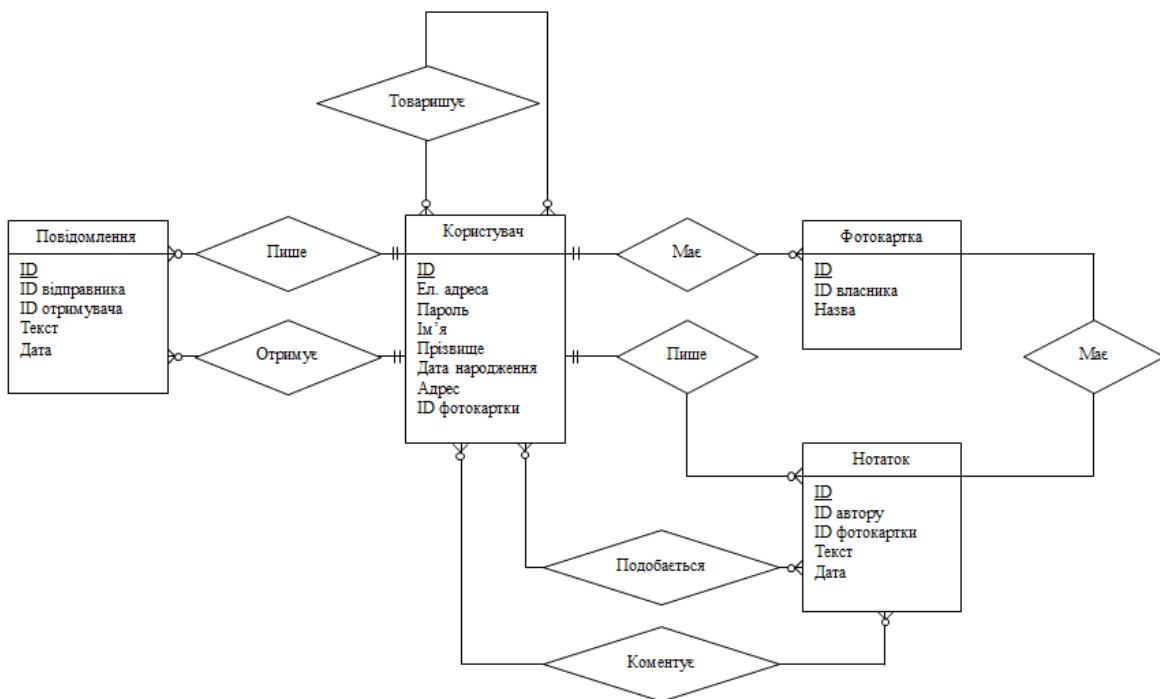 Товаришує
Повідомлення
ID
ID відправника
ID отримувача
Текст
Дата
Пише
Отримує
Користувач
ID
Ел. адреса
Пароль
Ім’я
Прізвище
Дата народження
Адрес
ID фотокартки
Має
Пише
Фотокартка
ID
ID власника
Назва
Має
Нотаток
ID
ID автору
ID фотокартки
Текст
Дата
Подобається
Коментує